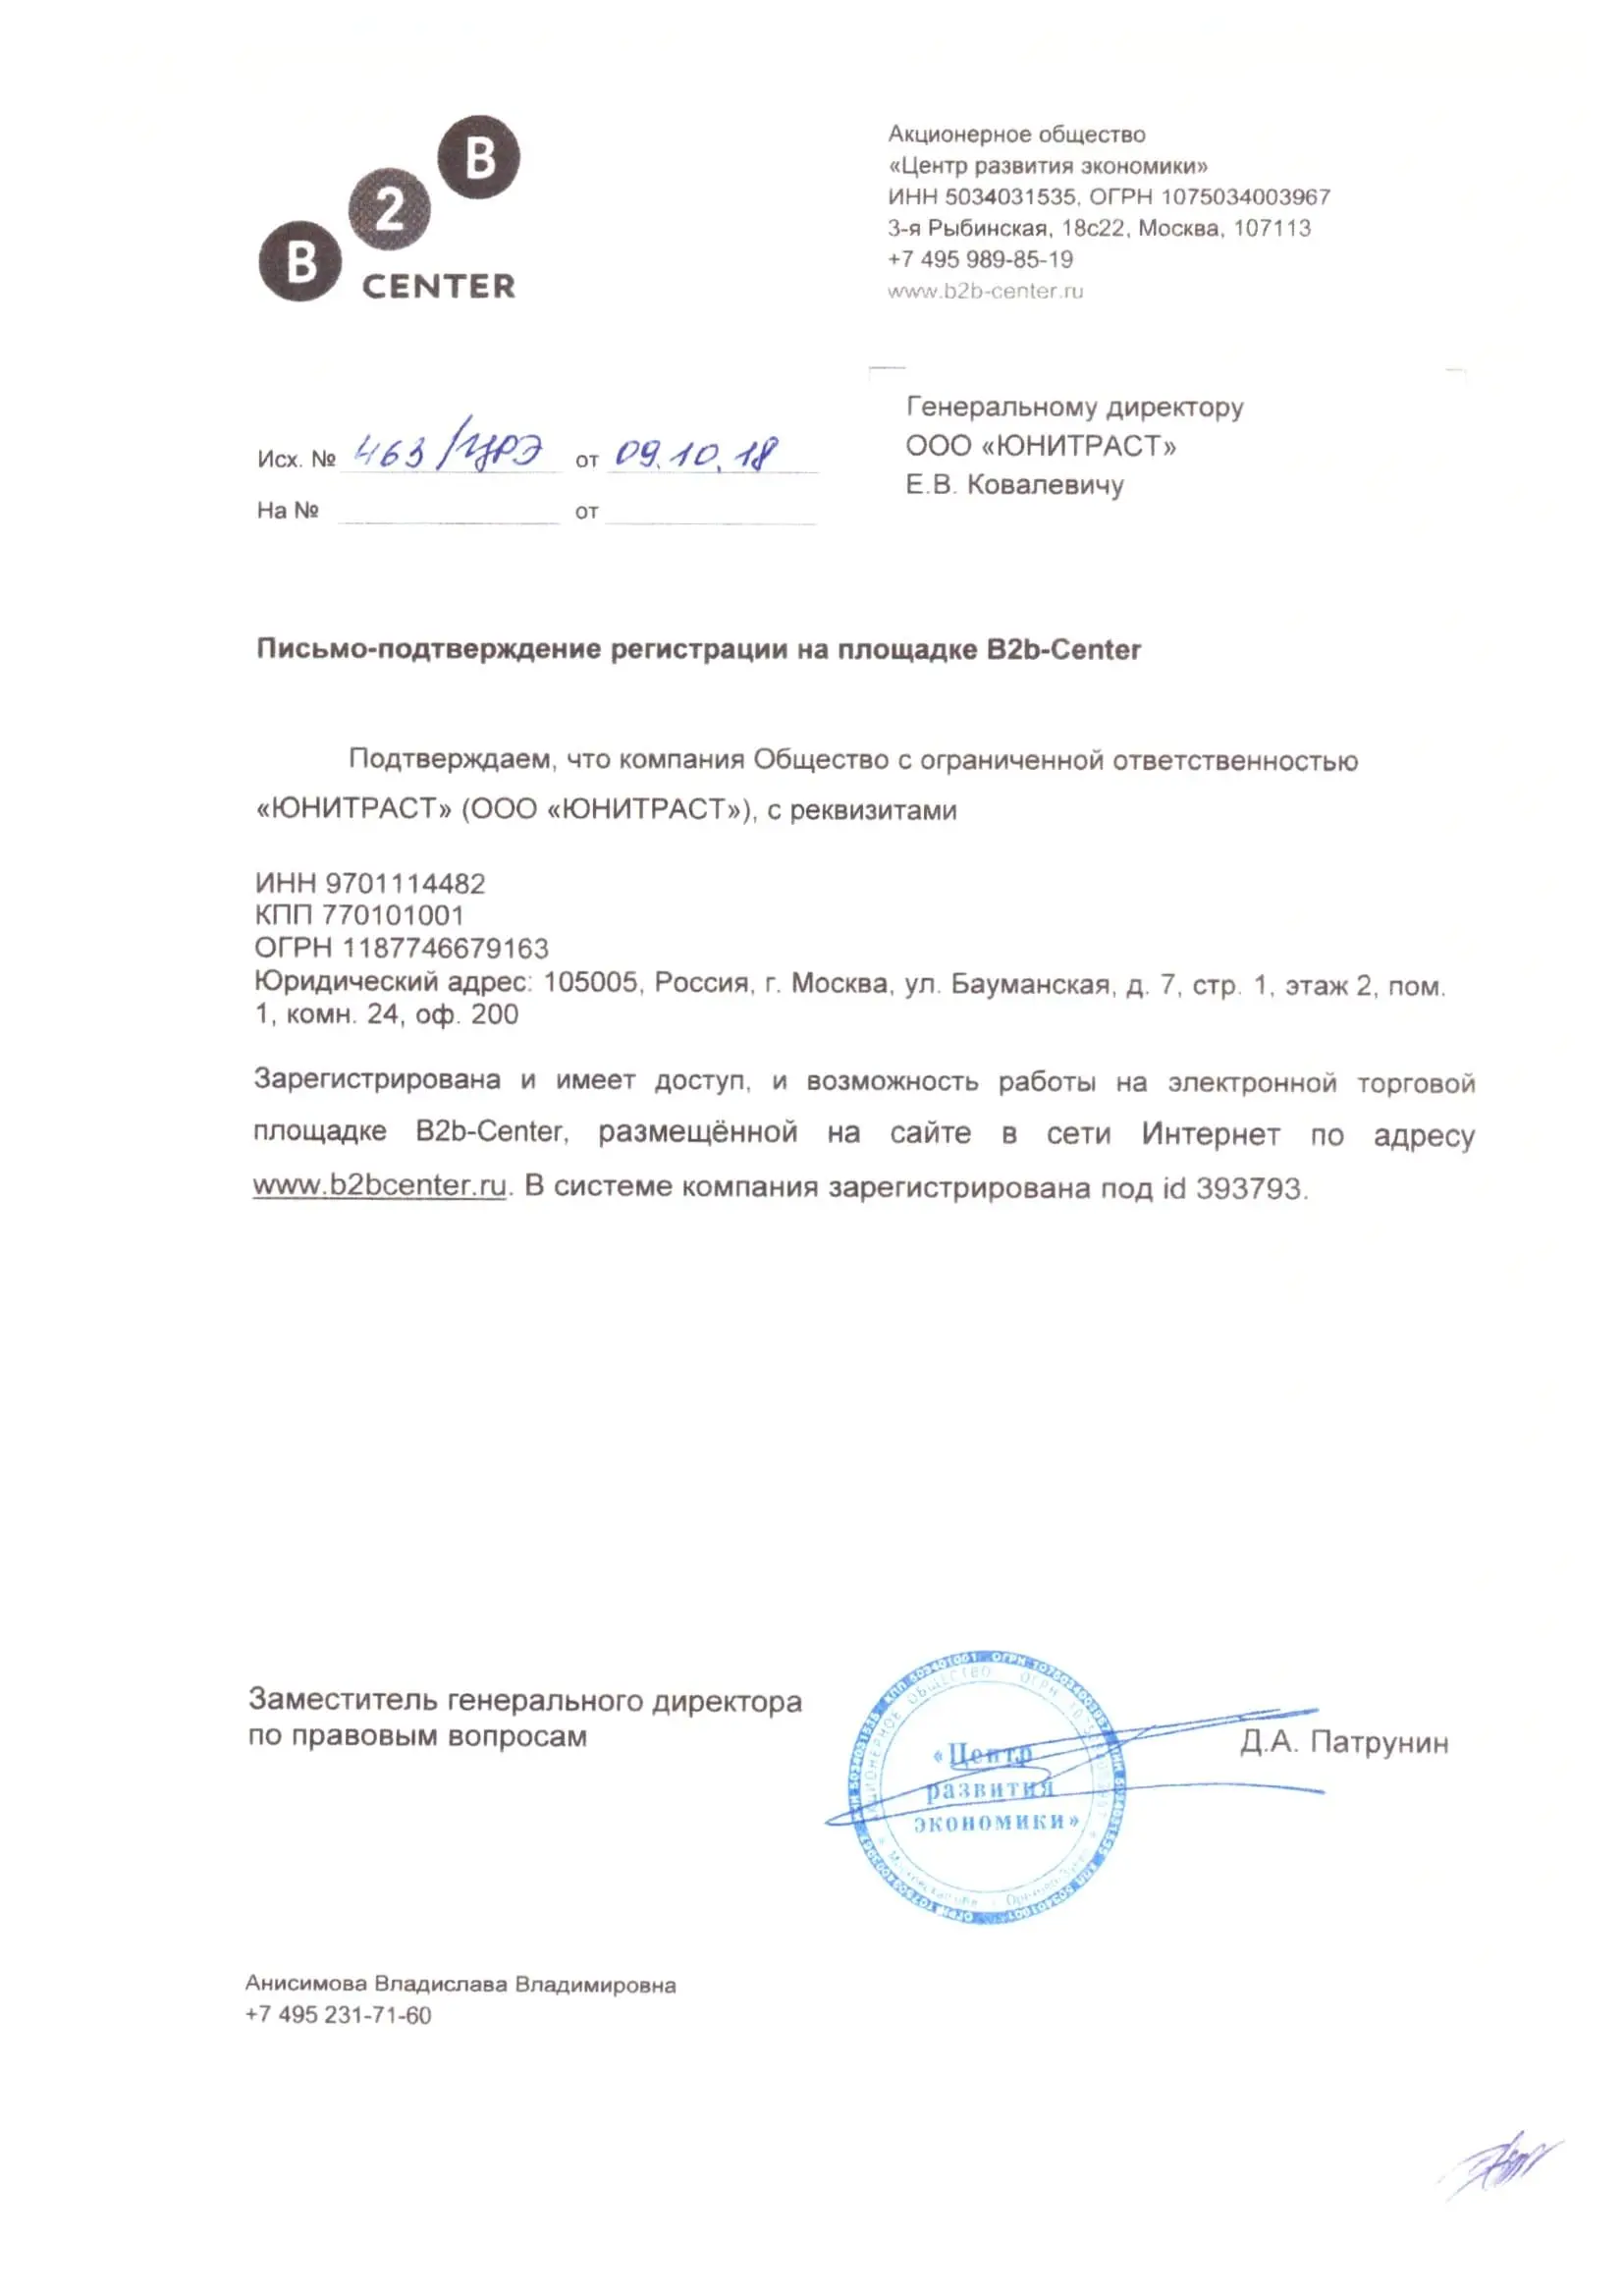 B
2
B
CENTER
Акционерное общество
«Центр развития экономики»
ИНН 5034031535, ОГРН 1075034003967
3-я Рыбинская, 18с22, Москва, 107113
+7 495 989-85-19
www.b2b-center.ru
Исх. № 463/ЦРЭ от 09.10.18
На № от
Генеральному директору
ООО «ЮНИТРАСТ»
Е.В. Ковалевичу
Письмо-подтверждение регистрации на площадке B2b-Center
Подтверждаем, что компания Общество с ограниченной ответственностью
«ЮНИТРАСТ» (ООО «ЮНИТРАСТ»), с реквизитами
ИНН 9701114482
КПП 770101001
ОГРН 1187746679163
Юридический адрес: 105005, Россия, г. Москва, ул. Бауманская, д. 7, стр. 1, этаж 2, пом.
1, комн. 24, оф. 200
Зарегистрирована и имеет доступ, и возможность работы на электронной торговой
площадке B2b-Center, размещённой на сайте в сети Интернет по адресу
www.b2bcenter.ru. В системе компания зарегистрирована под id 393793.
Заместитель генерального директора
по правовым вопросам
«Центр
развития
экономики»
АКЦИОНЕРНОЕ ОБЩЕСТВО
ИНН 5034031535 КПП 503401001 ОГРН 1075034003967
Д.А. Патрунин
Анисимова Владислава Владимировна
+7 495 231-71-60